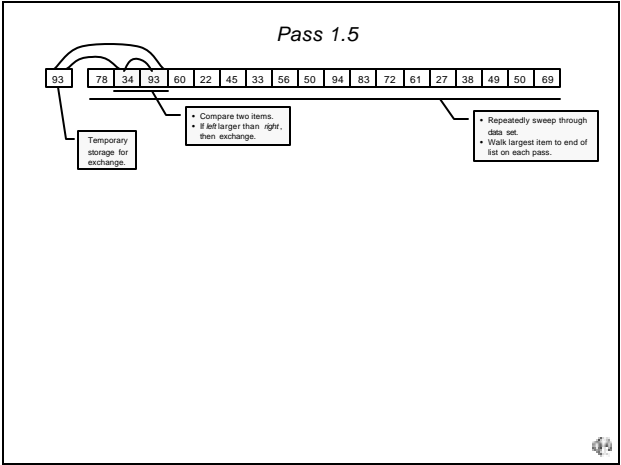 Pass 1.5
93 78 34 93 60 22 45 33 56 50 94 83 72 61 27 38 49 50 69
Temporary
storage for
exchange.
• Compare two items.
• If left larger than right,
then exchange.
• Repeatedly sweep through
data set.
• Walk largest item to end of
list on each pass.